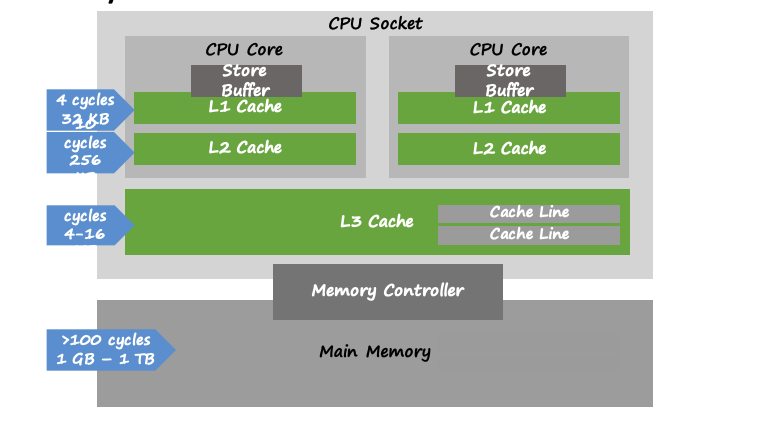 CPU Socket
CPU Core
CPU Core
Store
Buffer
Store
Buffer
4 cycles
32 KB
L1 Cache
L1 Cache
10
cycles
256
L2 Cache
L2 Cache
cycles
4-16
L3 Cache
Cache Line
Cache Line
Memory Controller
>100 cycles
1 GB – 1 TB
Main Memory